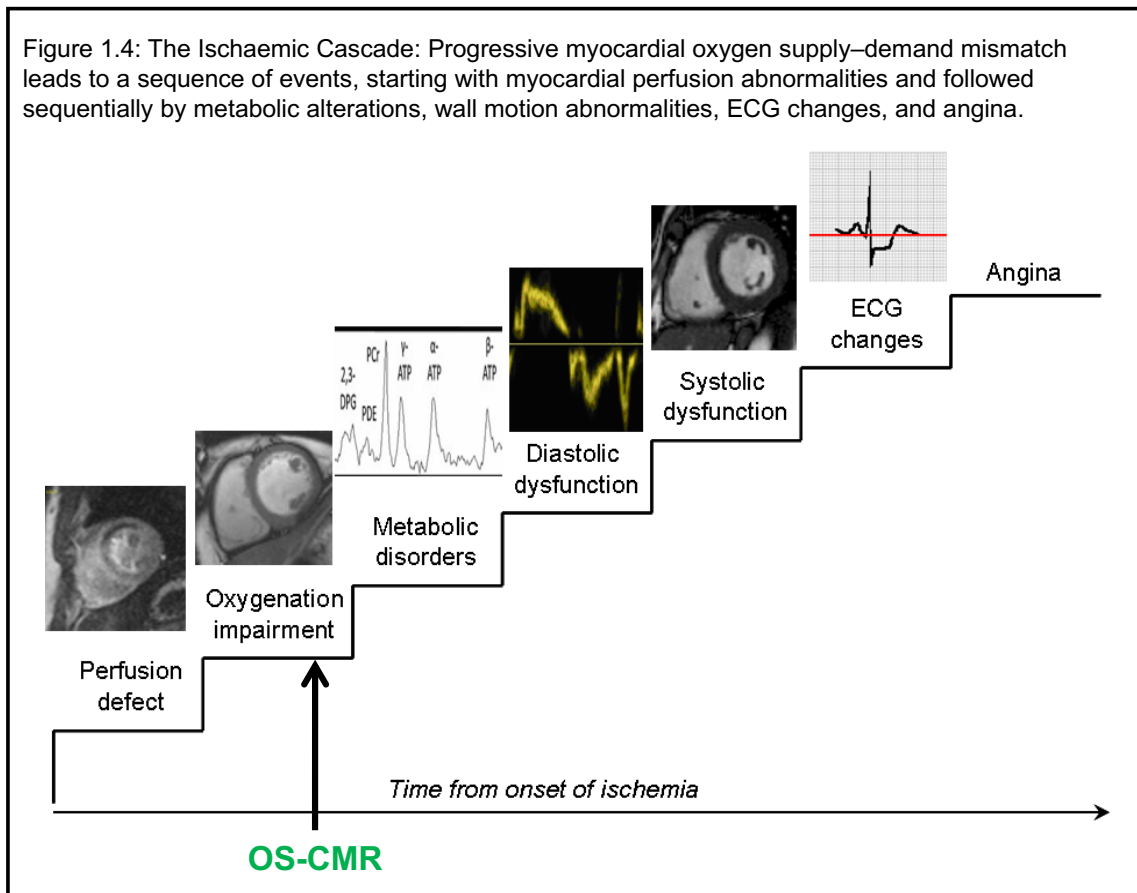 Figure 1.4: The Ischaemic Cascade: Progressive myocardial oxygen supply–demand mismatch
leads to a sequence of events, starting with myocardial perfusion abnormalities and followed
sequentially by metabolic alterations, wall motion abnormalities, ECG changes, and angina.
Angina
ECG
changes
Systolic
dysfunction
PCr
γ-
ATP
α-
ATP
β-
ATP
2,3-
DPG
PDE
Diastolic
dysfunction
Metabolic
disorders
Oxygenation
impairment
Perfusion
defect
Time from onset of ischemia
OS-CMR